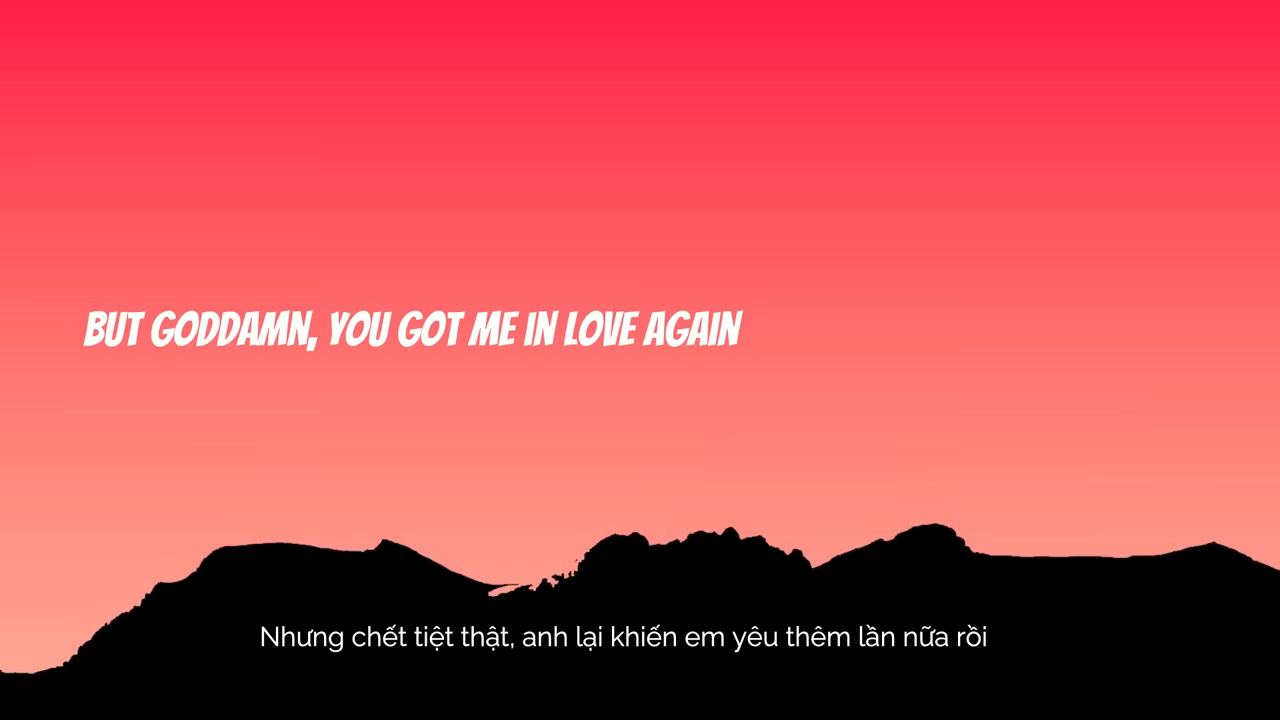 BUT GODDAMN, YOU GOT ME IN LOVE AGAIN
Nhưng chết tiệt thật, anh lại khiến em yêu thêm lần nữa rồi